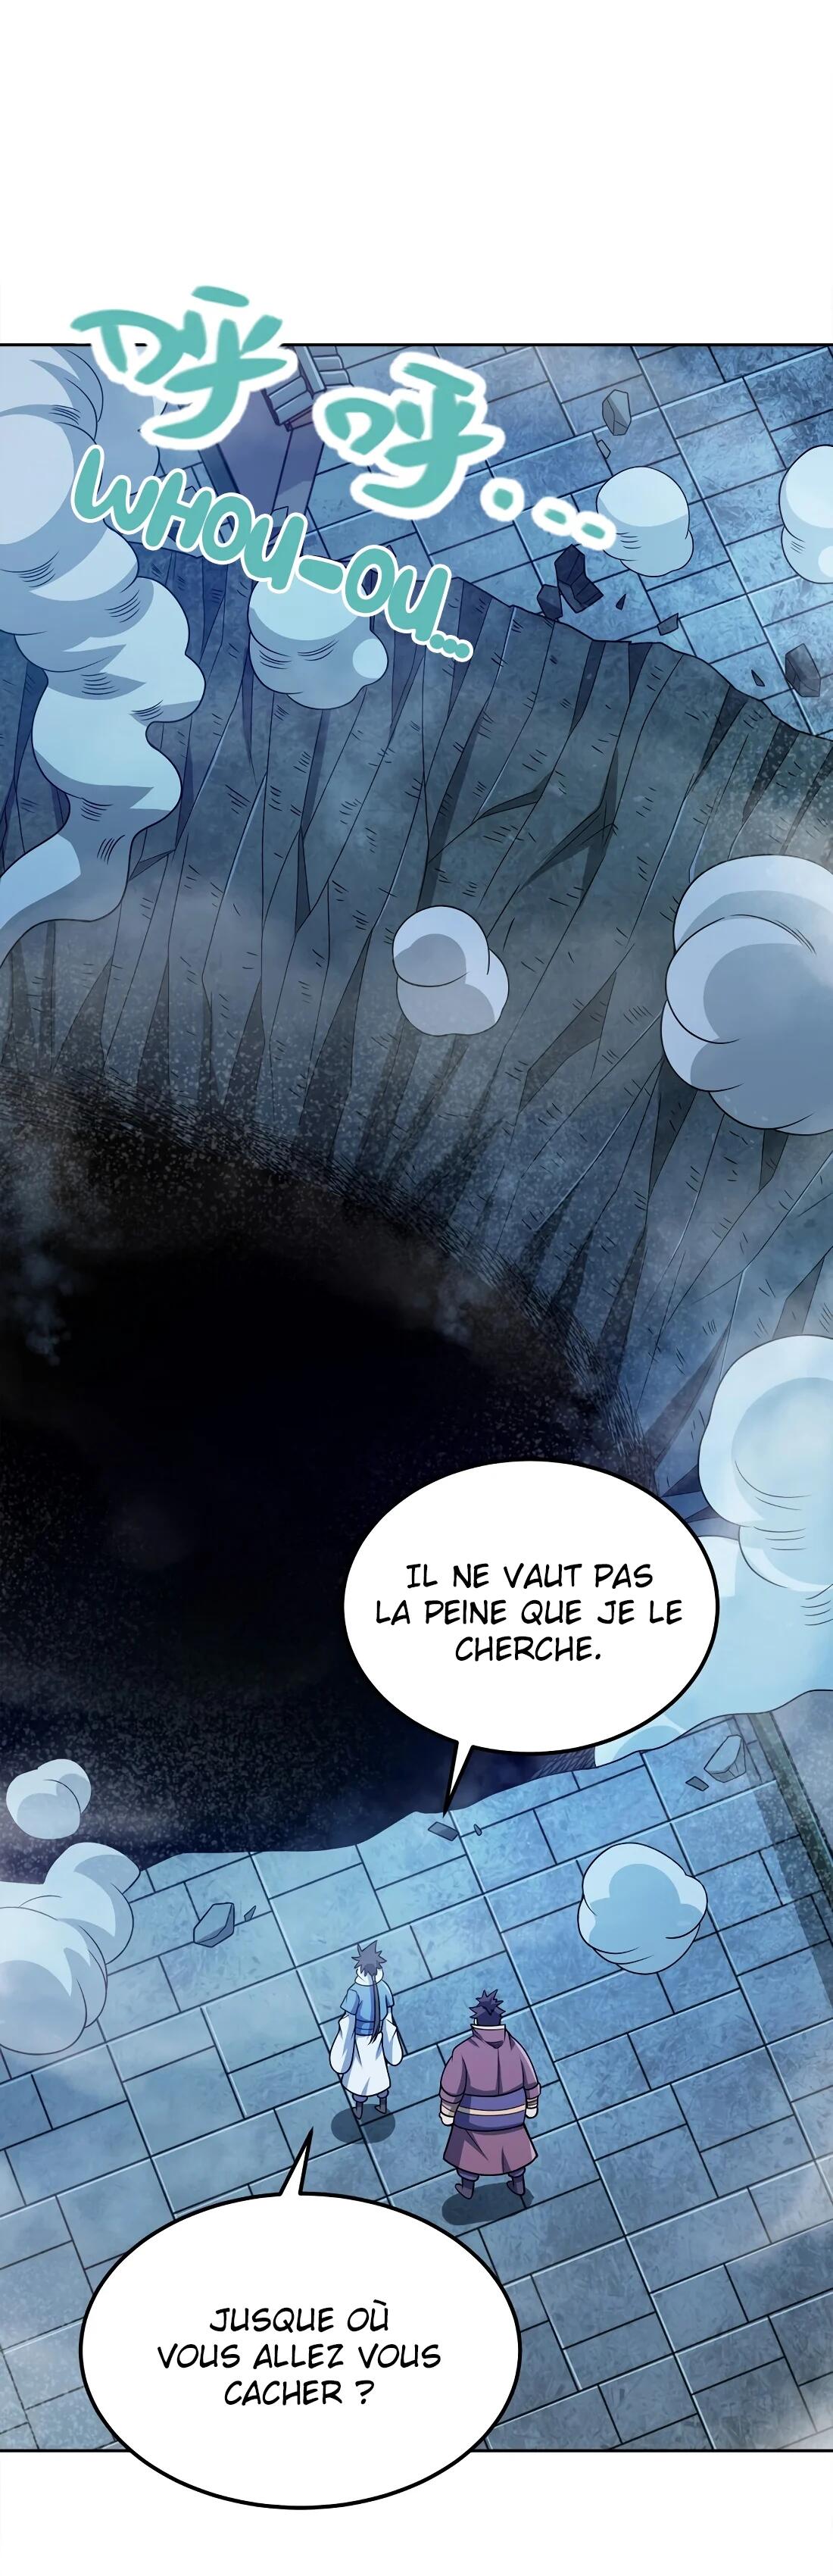 呼
呼...
WHOU-OU...
IL NE VAUT PAS
LA PEINE QUE JE LE
CHERCHE.
JUSQUE OÙ
VOUS ALLEZ VOUS
CACHER ?